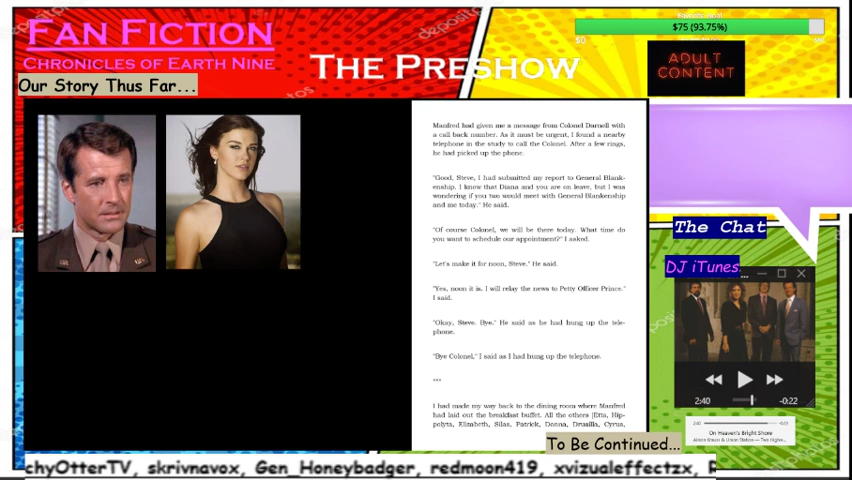 FAN FICTION
CHRONICLES OF EARTH NINE
THE PRESHOW
$75 (93.75%)
$0
ADULT
CONTENT
Our Story Thus Far...
Manfred had given me a message from Colonel Darnell with
a call back number. As it must be urgent, I found a nearby
telephone in the study to call the Colonel. After a few rings,
he had picked up the phone.
"Good, Steve, I had submitted my report to General Blank-
enship. I knew that Diana and you are on leave, but I was
wondering if you two would meet with General Blankenship
and me today." He said.
"Of course Colonel, we will be there today. What time do
you want to schedule our appointment?" I asked.
"Let's make it for noon, Steve." He said.
"Yes, noon it is. I will relay the news to Petty Officer Prince."
I said.
"Okay, Steve. Bye." He said as he had hung up the tele-
phone.
"Bye Colonel," I said as I had hung up the telephone.
***
I had made my way back to the dining room where Manfred
had laid out the breakfast buffet. All the others (Etta, Hip-
polyta, Elizabeth, Silas, Patrick, Donna, Drusilla, Cyrus,
To Be Continued...
The Chat
DJ iTunes
2:40
-0:22
On Heaven's Bright Shore
chyOtterTV, skrivnavox, Gen_Honeybadger, redmoon419, xvizualeffectzx,